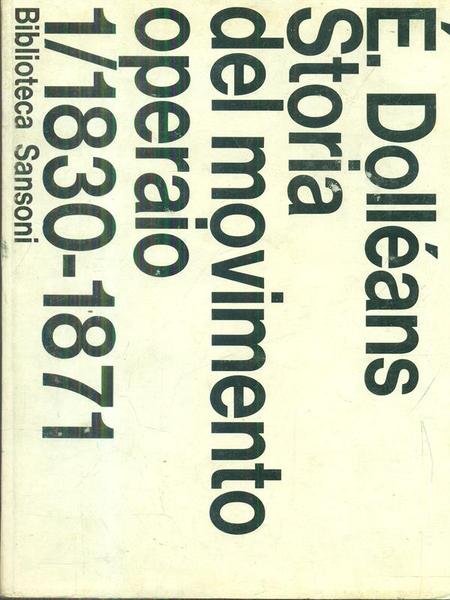 É. Dolléans
Storia
del movimento
operaio
1/1830-1871
Biblioteca Sansoni